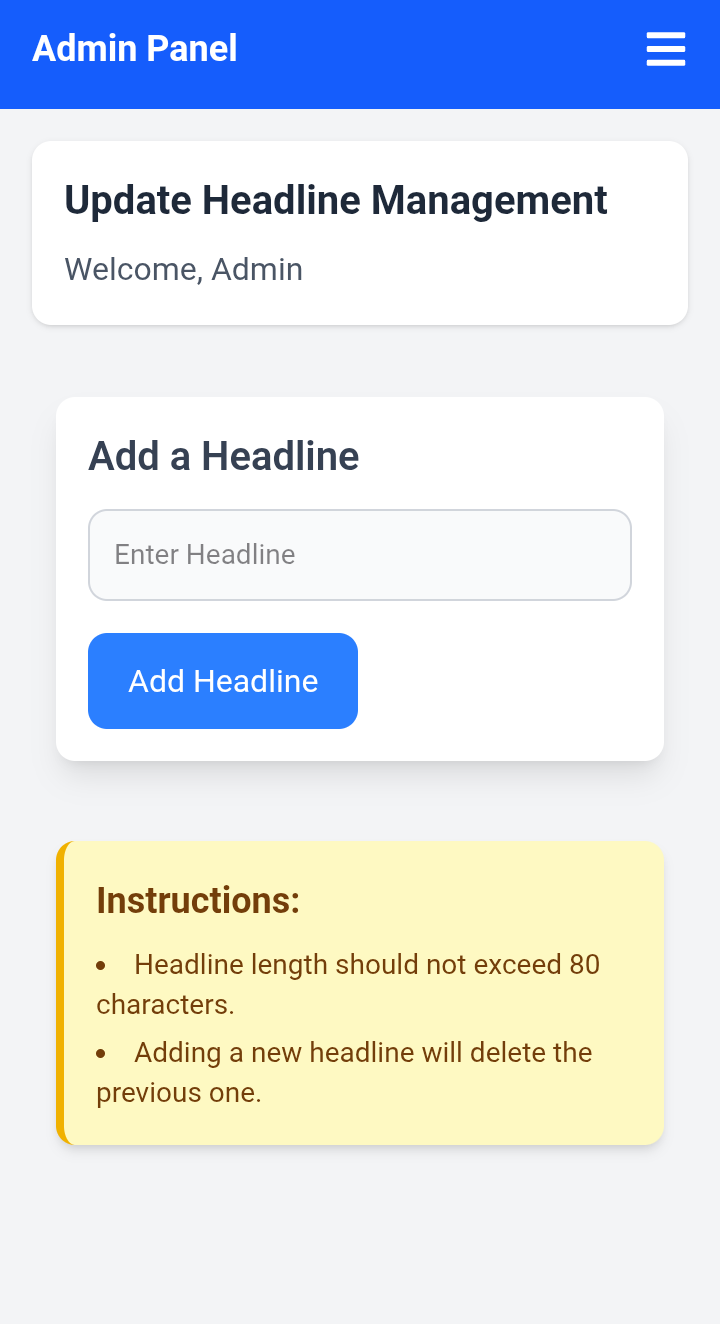 Admin Panel
Update Headline Management
Welcome, Admin
Add a Headline
Enter Headline
Add Headline
Instructions:
• Headline length should not exceed 80
characters.
• Adding a new headline will delete the
previous one.